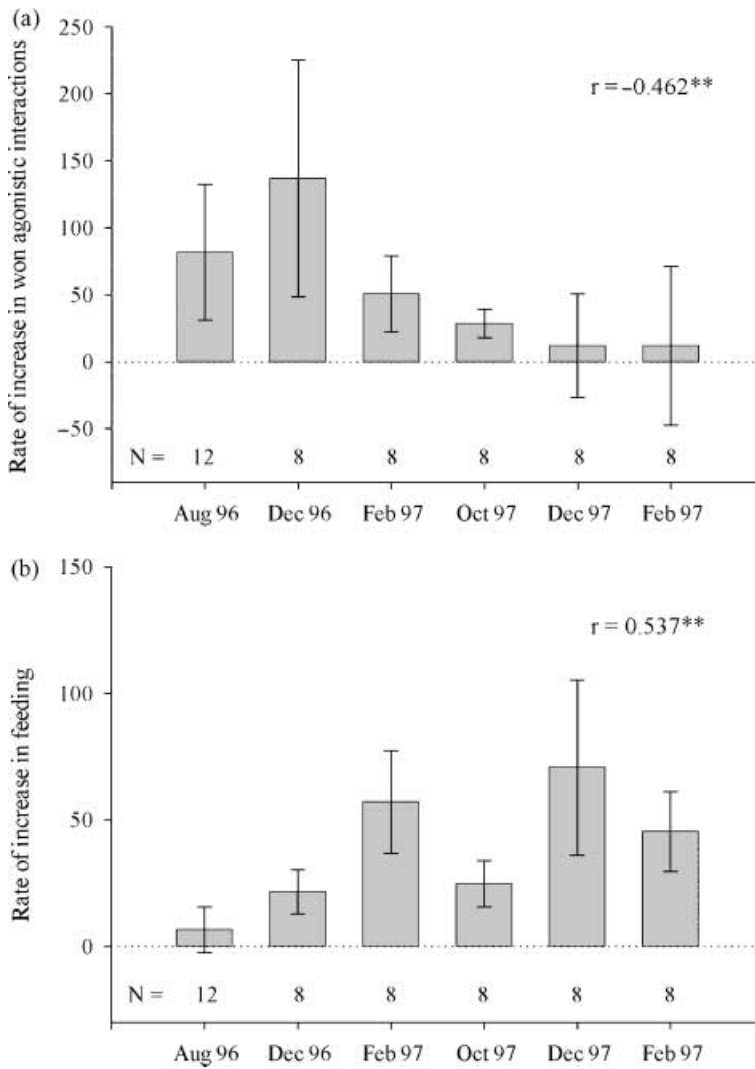 (a)
Rate of increase in won agonistic interactions
250
200
150
100
50
0
−50
r = −0.462**
N = 12 8 8 8 8 8
Aug 96 Dec 96 Feb 97 Oct 97 Dec 97 Feb 97
(b)
Rate of increase in feeding
150
100
50
0
r = 0.537**
N = 12 8 8 8 8 8
Aug 96 Dec 96 Feb 97 Oct 97 Dec 97 Feb 97